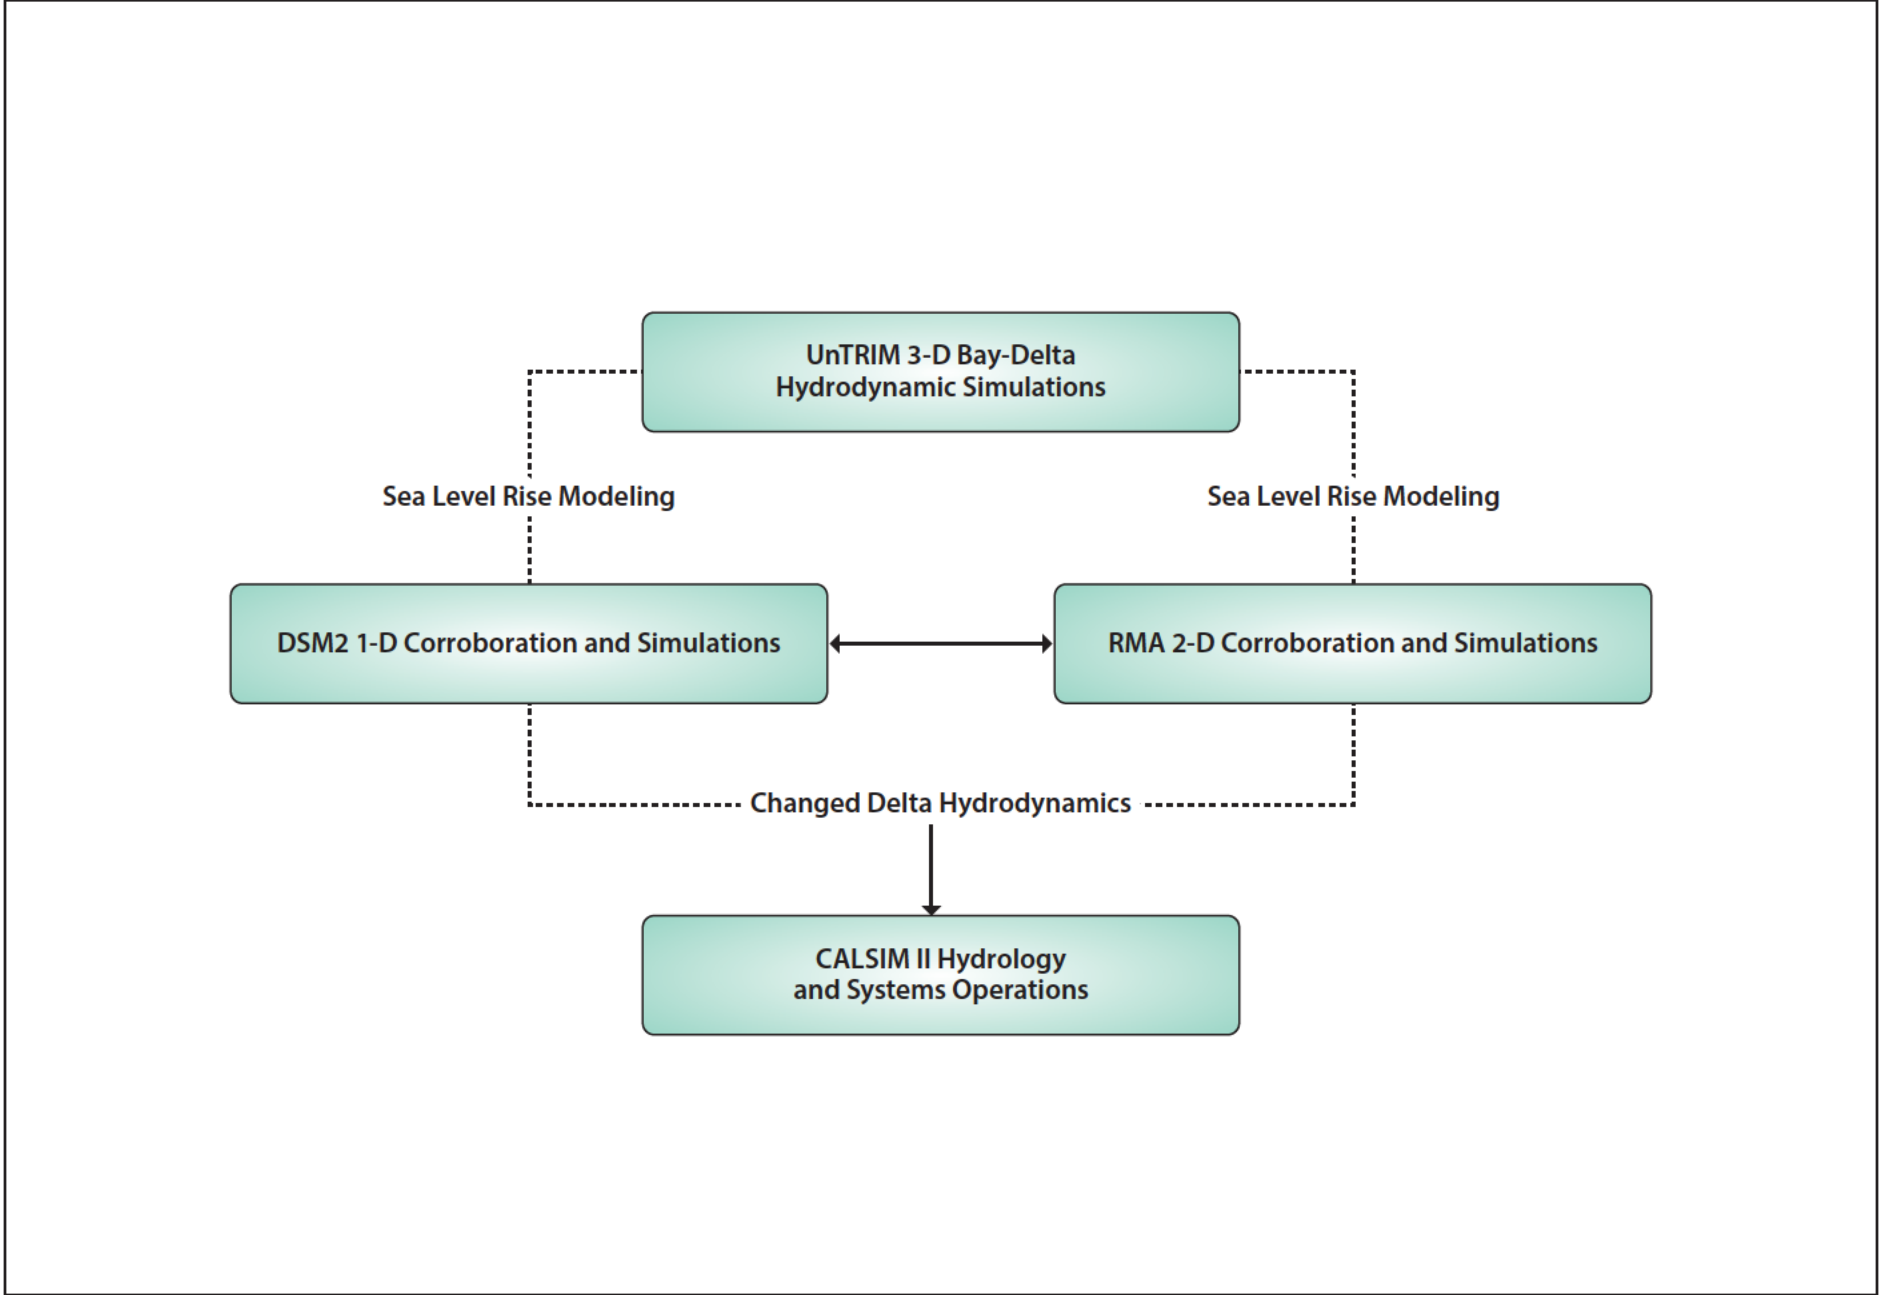 UnTRIM 3-D Bay-Delta
Hydrodynamic Simulations
Sea Level Rise Modeling
Sea Level Rise Modeling
DSM2 1-D Corroboration and Simulations
RMA 2-D Corroboration and Simulations
Changed Delta Hydrodynamics
CALSIM II Hydrology
and Systems Operations